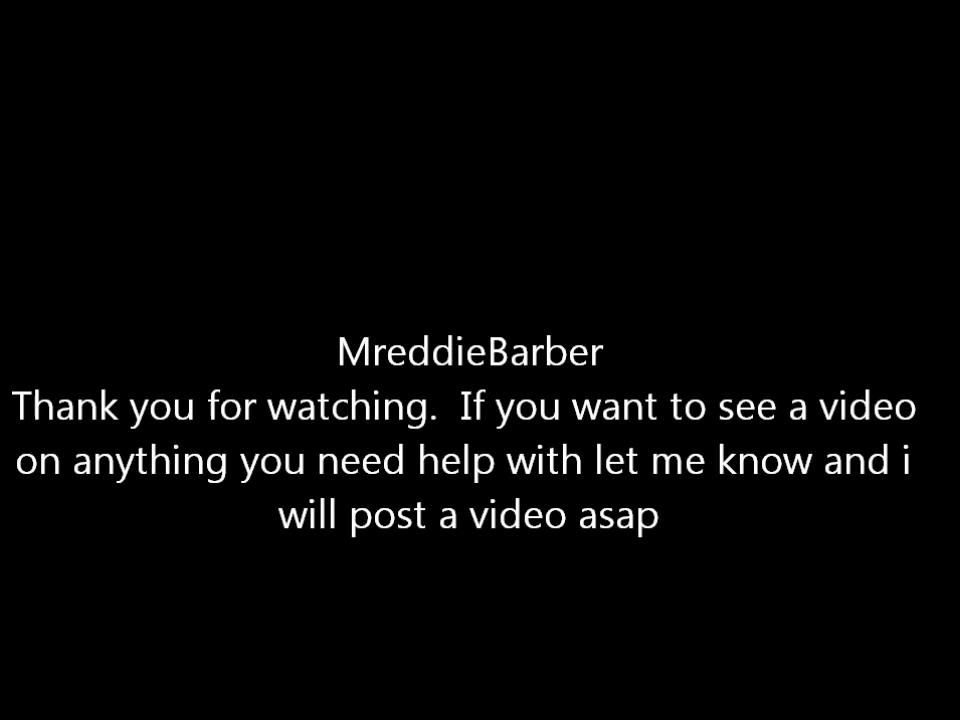 MreddieBarber
Thank you for watching.  If you want to see a video
on anything you need help with let me know and i
will post a video asap